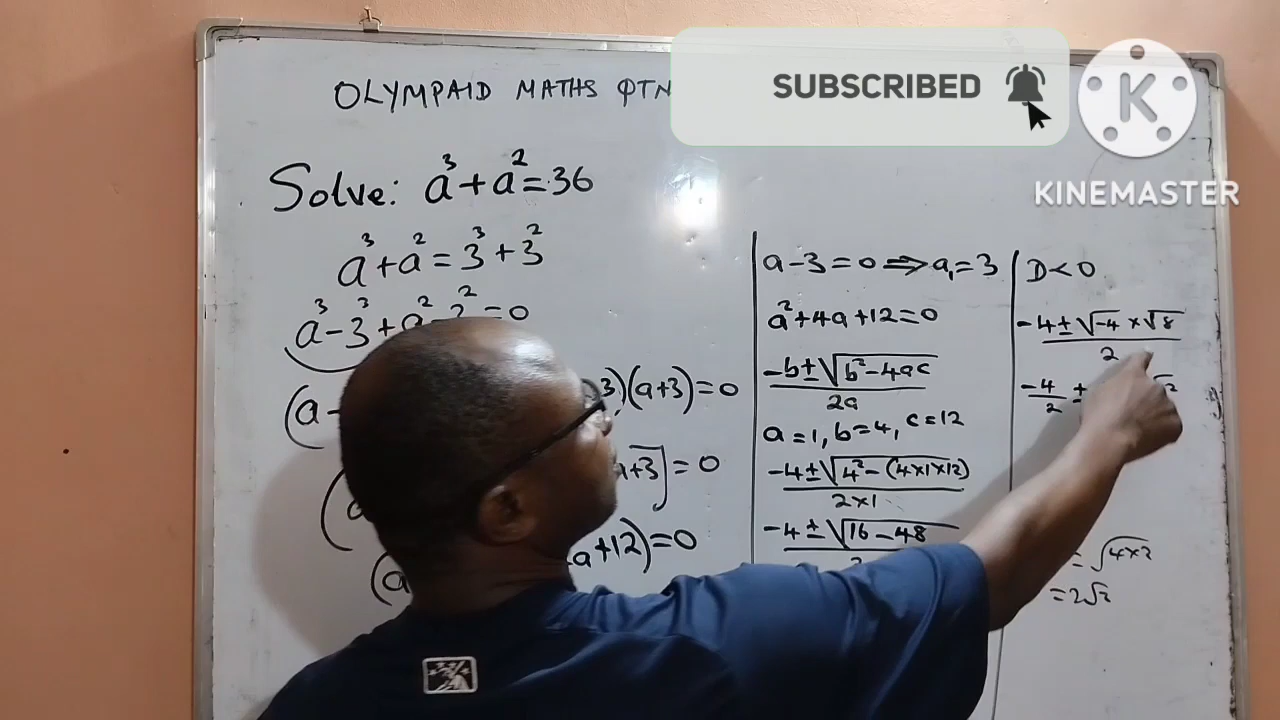 OLYMPAID MATHS QTN
SUBSCRIBED
K
KINEMASTER
Solve: a³+a²=36
a³+a²=3³+3²
a³-3³+a²-3²=0
(a- 3)(a+3)=0
a+3]=0
a+12)=0
a-3=0⇒a₁=3
a²+4a+12=0
-b±√b²-4ac
2a
a=1, b=4, c=12
-4±√4²-(4×1×12)
2×1
-4±√16-48
D<0
-4±√-4×√8
2
-4 ±
2
=√4×2
=2√2